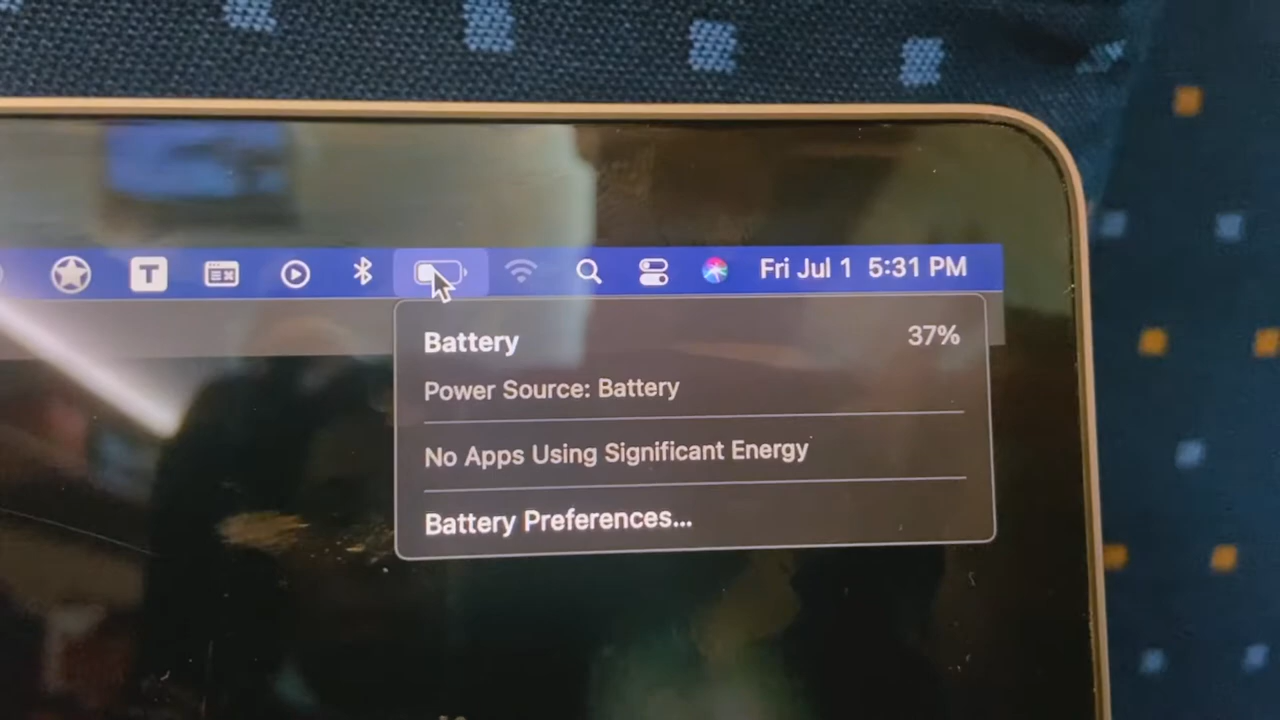 T
Fri Jul 1 5:31 PM
Battery 37%
Power Source: Battery
No Apps Using Significant Energy
Battery Preferences...